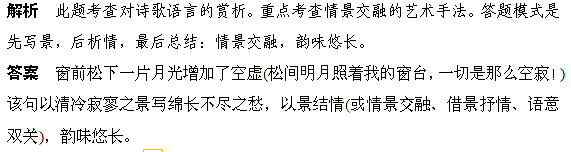 解析　此题考查对诗歌语言的赏析。重点考查情景交融的艺术手法。答题模式是
先写景，后析情，最后总结：情景交融，韵味悠长。
答案　窗前松下一片月光增加了空虚(松间明月照着我的窗台，一切是那么空寂！)
该句以清冷寂寥之景写绵长不尽之愁，以景结情(或情景交融、借景抒情、语意
双关)，韵味悠长。